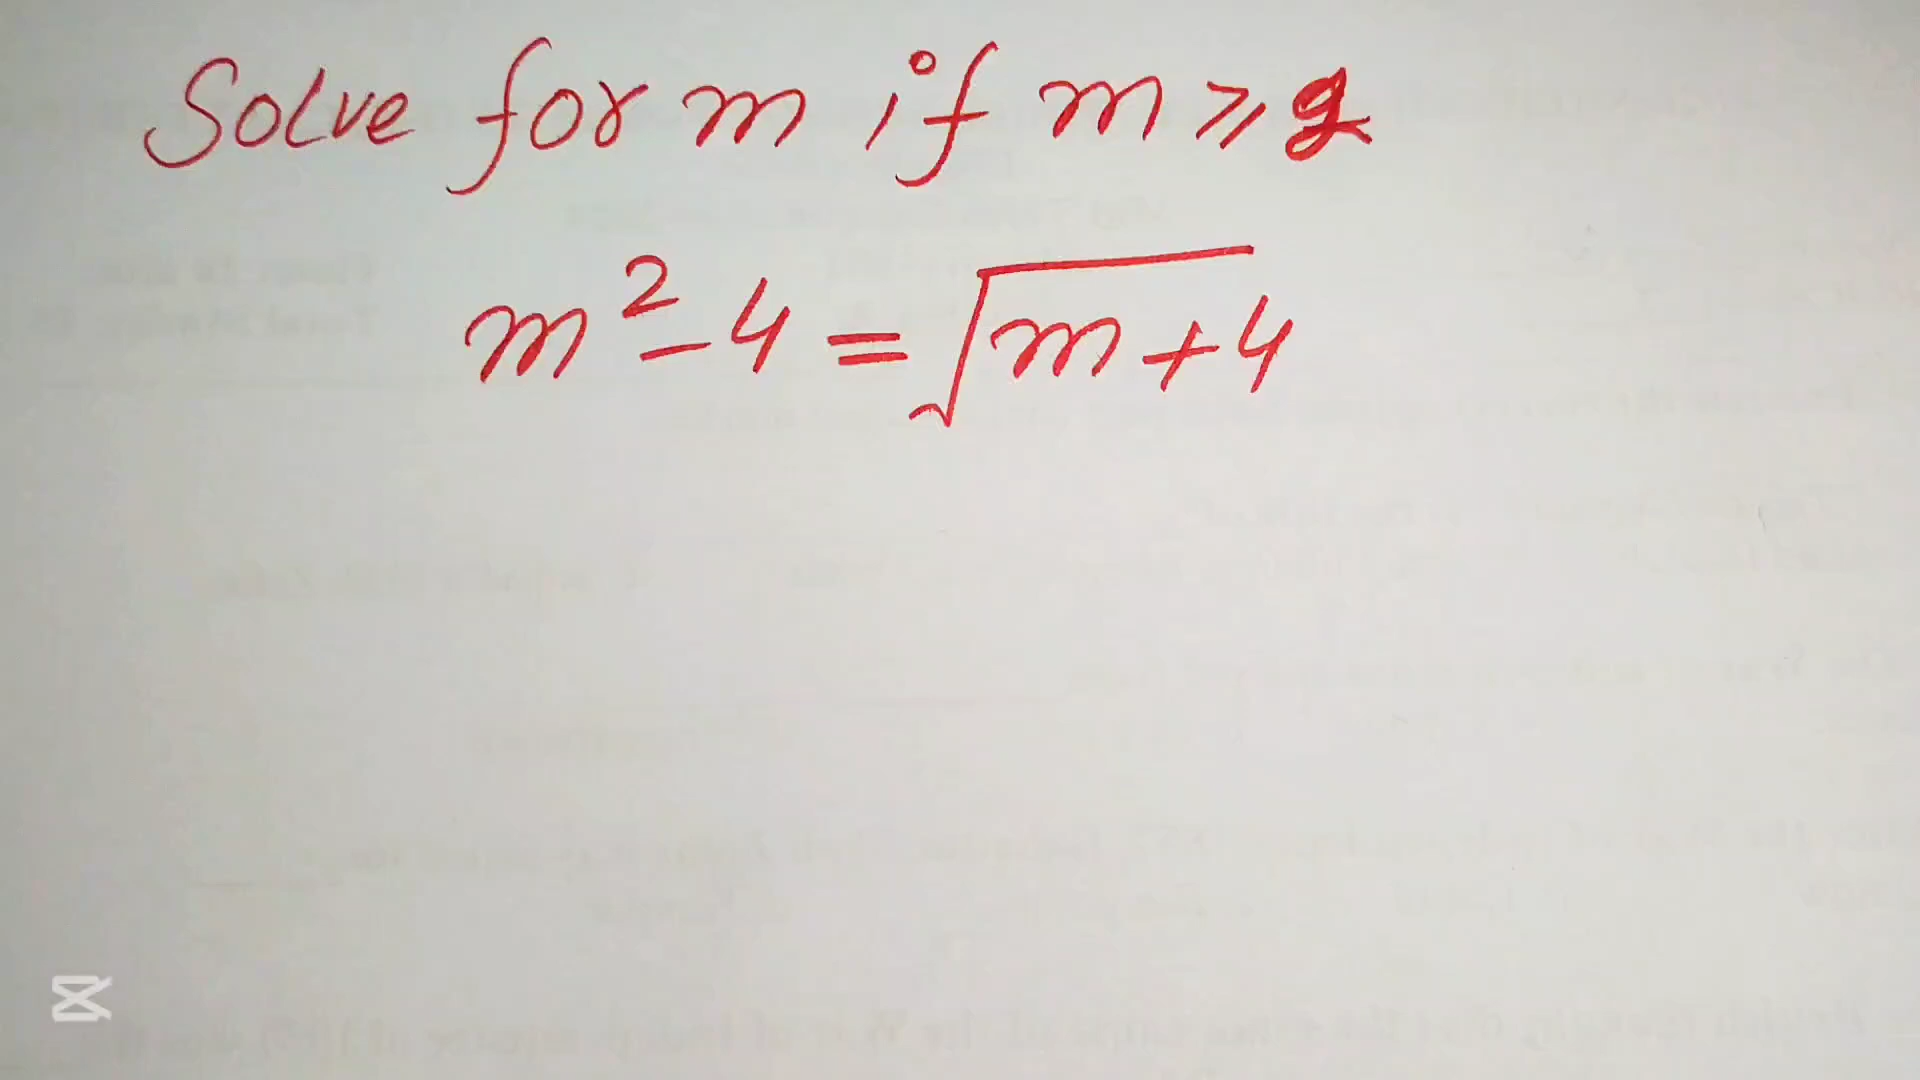 Solve for m if m ⩾ 2
m² - 4 = √m + 4